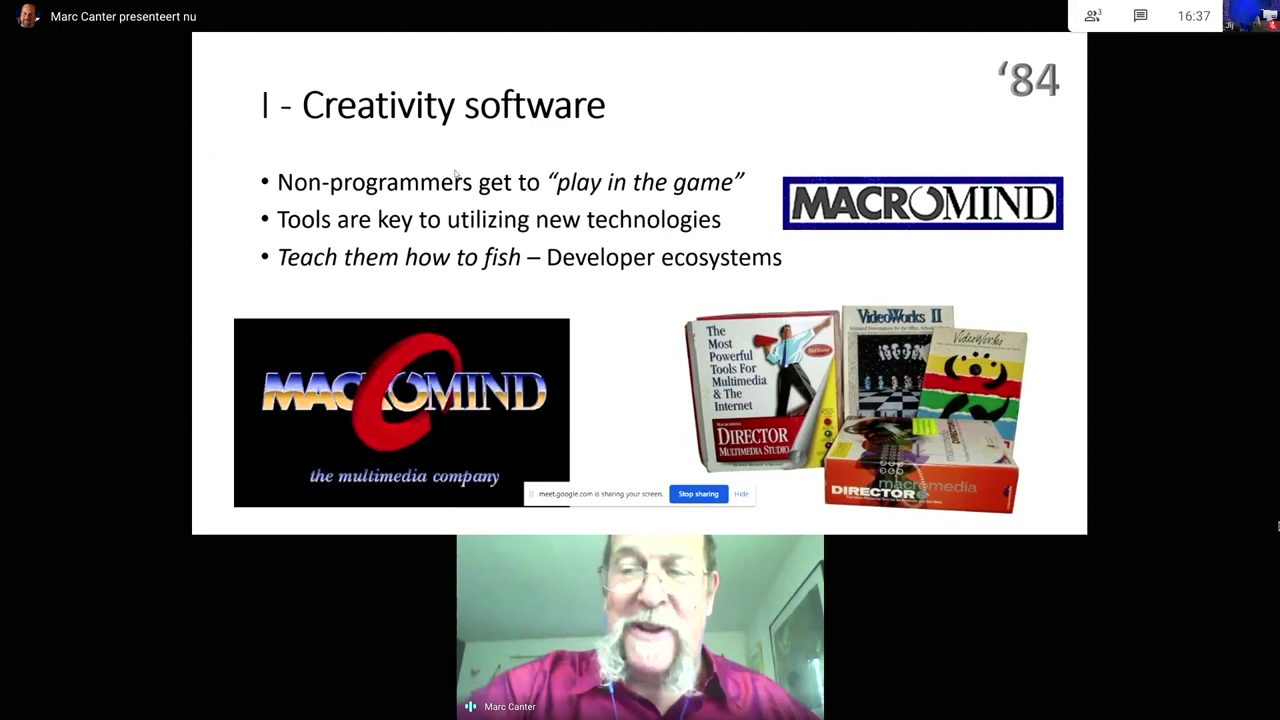 Marc Canter presenteert nu
3
16:37
Jij
‘84
I - Creativity software
• Non-programmers get to “play in the game”
• Tools are key to utilizing new technologies
• Teach them how to fish – Developer ecosystems
MACROMIND
MACROMIND
the multimedia company
The
Most
Powerful
Tools For
Multimedia
& The
Internet
MACROMEDIA
DIRECTOR
MULTIMEDIA STUDIO
VideoWorks II
VideoWorks
macromedia
DIRECTOR
meet.google.com is sharing your screen.
Stop sharing
Hide
Marc Canter